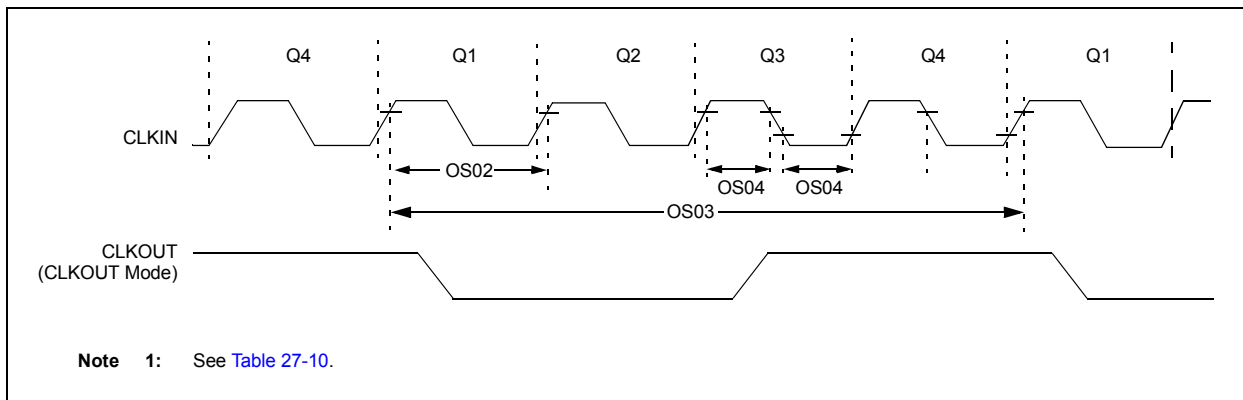 Q4 Q1 Q2 Q3 Q4 Q1
CLKIN
OS02
OS04 OS04
OS03
CLKOUT
(CLKOUT Mode)
Note 1: See Table 27-10.